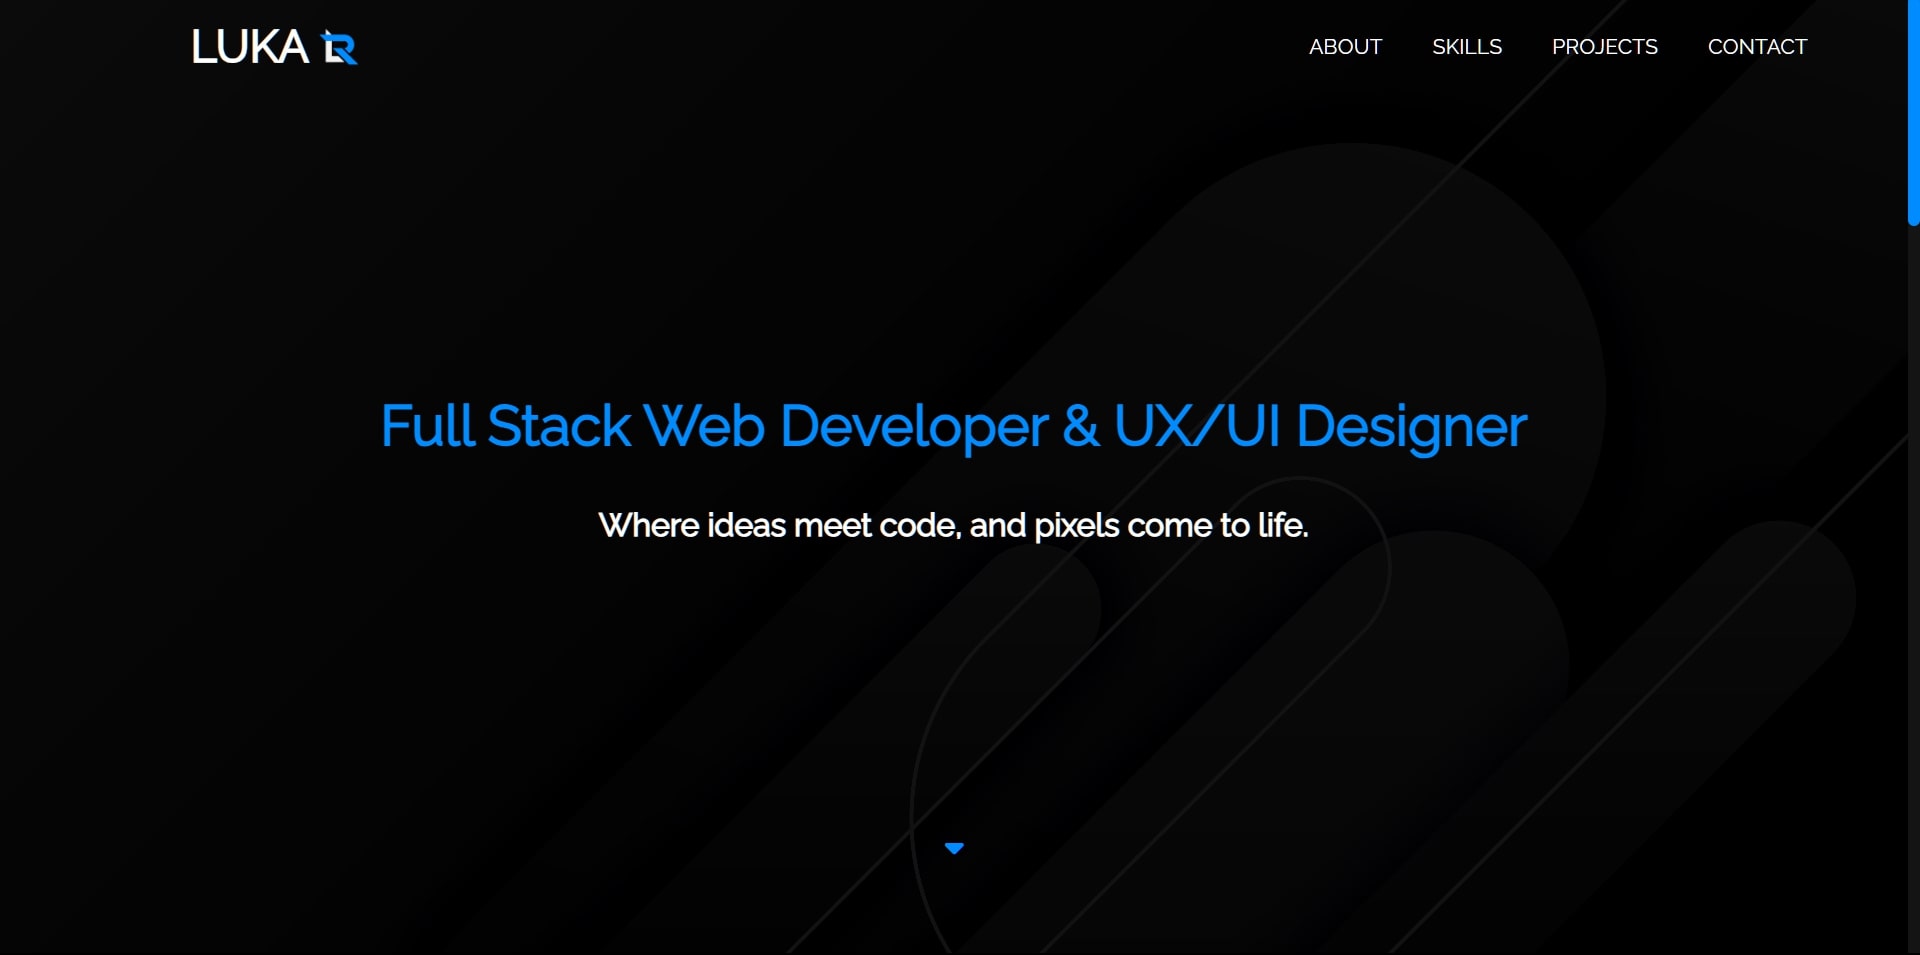 LUKA LR
ABOUT SKILLS PROJECTS CONTACT
Full Stack Web Developer & UX/UI Designer
Where ideas meet code, and pixels come to life.